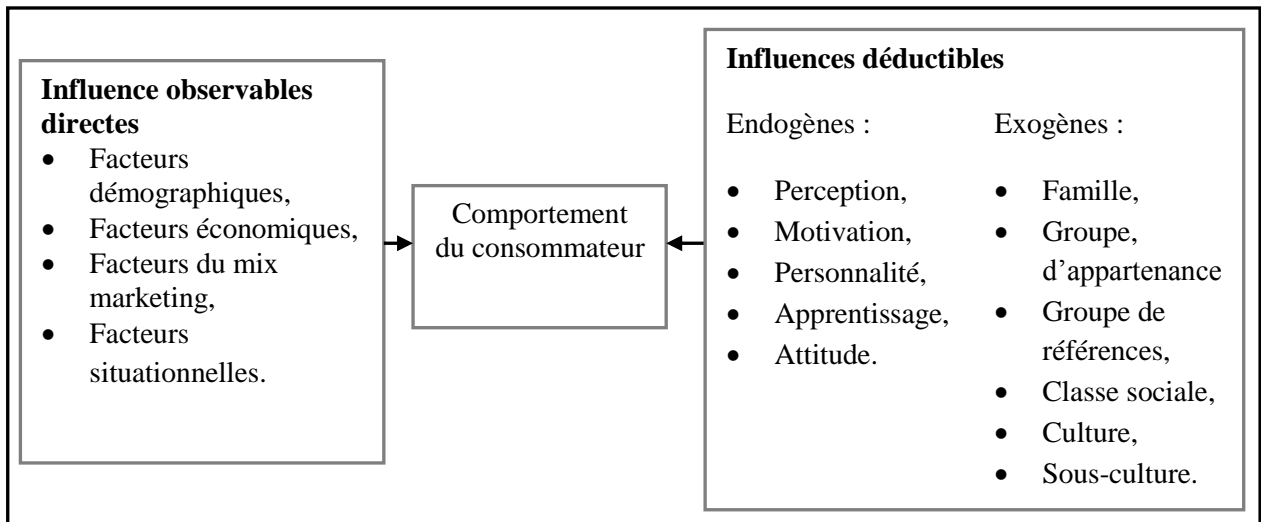 Influence observables
directes
• Facteurs
démographiques,
• Facteurs économiques,
• Facteurs du mix
marketing,
• Facteurs
situationnelles.
Comportement
du consommateur
Influences déductibles
Endogènes :
• Perception,
• Motivation,
• Personnalité,
• Apprentissage,
• Attitude.
Exogènes :
• Famille,
• Groupe,
d’appartenance
• Groupe de
références,
• Classe sociale,
• Culture,
• Sous-culture.